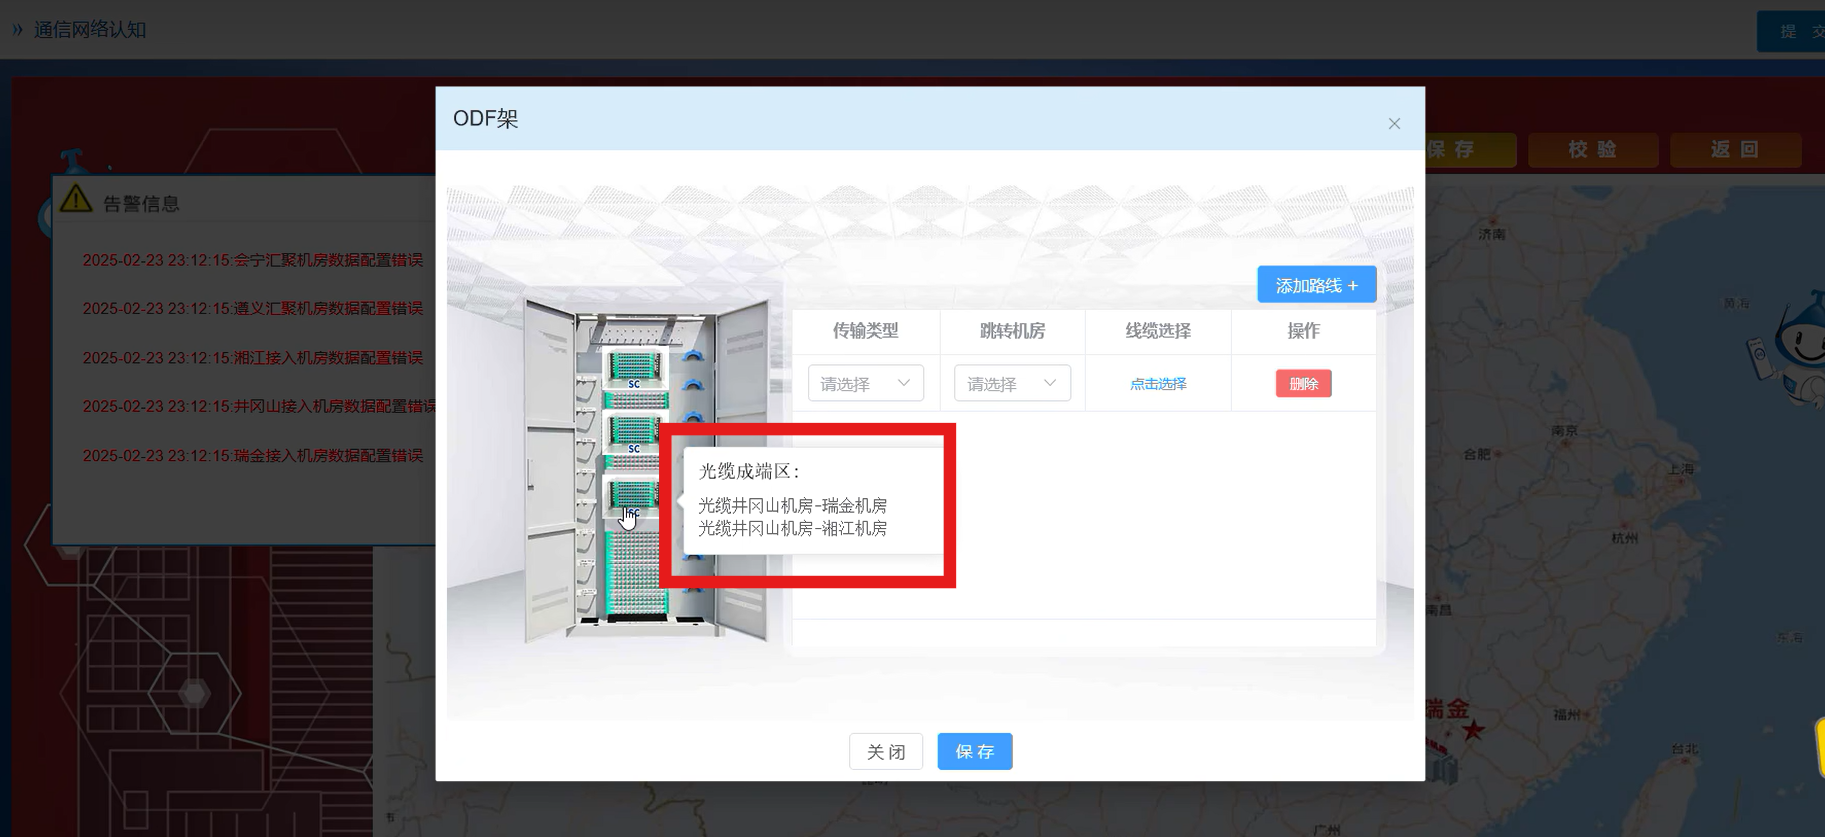 » 通信网络认知
提 交
保 存
校 验
返 回
告警信息
2025-02-23 23:12:15:会宁汇聚机房数据配置错误
2025-02-23 23:12:15:遵义汇聚机房数据配置错误
2025-02-23 23:12:15:湘江接入机房数据配置错误
2025-02-23 23:12:15:井冈山接入机房数据配置错误
2025-02-23 23:12:15:瑞金接入机房数据配置错误
ODF架
×
添加路线 +
传输类型 跳转机房 线缆选择 操作
请选择 请选择 点击选择 删除
SC
SC
SC
光缆成端区：
光缆井冈山机房-瑞金机房
光缆井冈山机房-湘江机房
关 闭
保 存
济南
黄海
南京
合肥
上海
杭州
南昌
东海
瑞金
福州
台北
广州